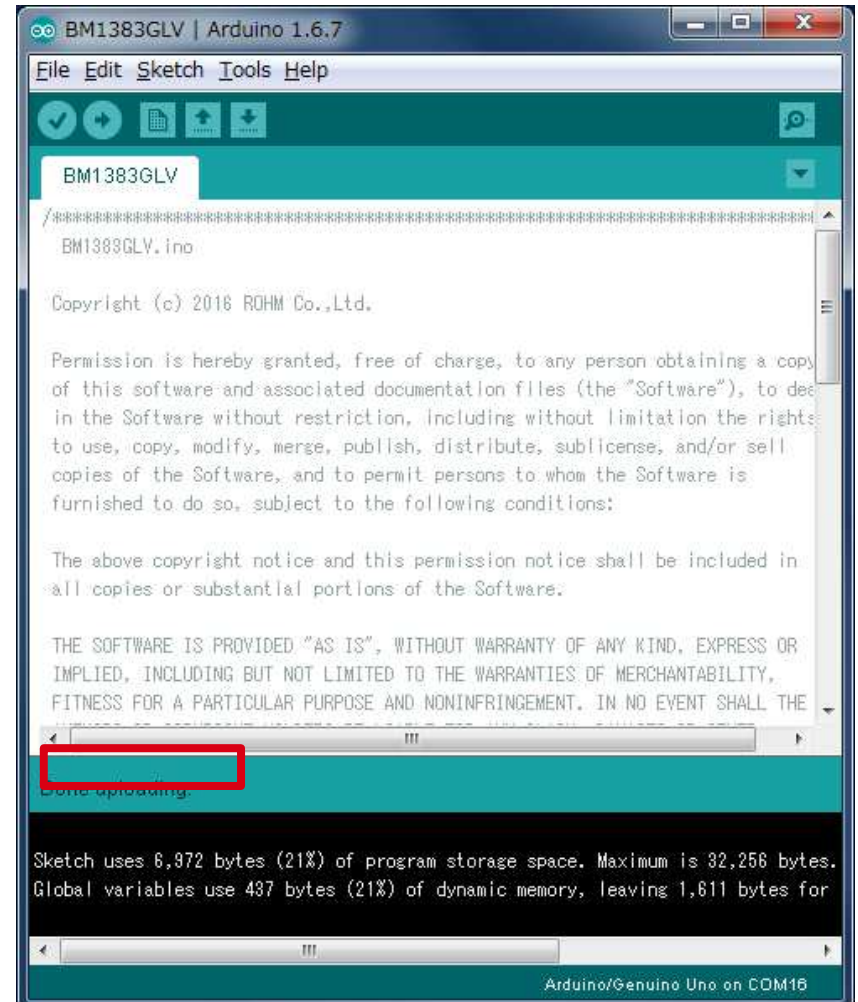 BM1383GLV | Arduino 1.6.7
File Edit Sketch Tools Help
BM1383GLV
/******************************************************************************
BM1383GLV.ino
Copyright (c) 2016 ROHM Co.,Ltd.
Permission is hereby granted, free of charge, to any person obtaining a copy
of this software and associated documentation files (the "Software"), to dea
in the Software without restriction, including without limitation the rights
to use, copy, modify, merge, publish, distribute, sublicense, and/or sell
copies of the Software, and to permit persons to whom the Software is
furnished to do so, subject to the following conditions:
The above copyright notice and this permission notice shall be included in
all copies or substantial portions of the Software.
THE SOFTWARE IS PROVIDED "AS IS", WITHOUT WARRANTY OF ANY KIND, EXPRESS OR
IMPLIED, INCLUDING BUT NOT LIMITED TO THE WARRANTIES OF MERCHANTABILITY,
FITNESS FOR A PARTICULAR PURPOSE AND NONINFRINGEMENT. IN NO EVENT SHALL THE
Done uploading.
Sketch uses 6,972 bytes (21%) of program storage space. Maximum is 32,256 bytes.
Global variables use 437 bytes (21%) of dynamic memory, leaving 1,611 bytes for
Arduino/Genuino Uno on COM16